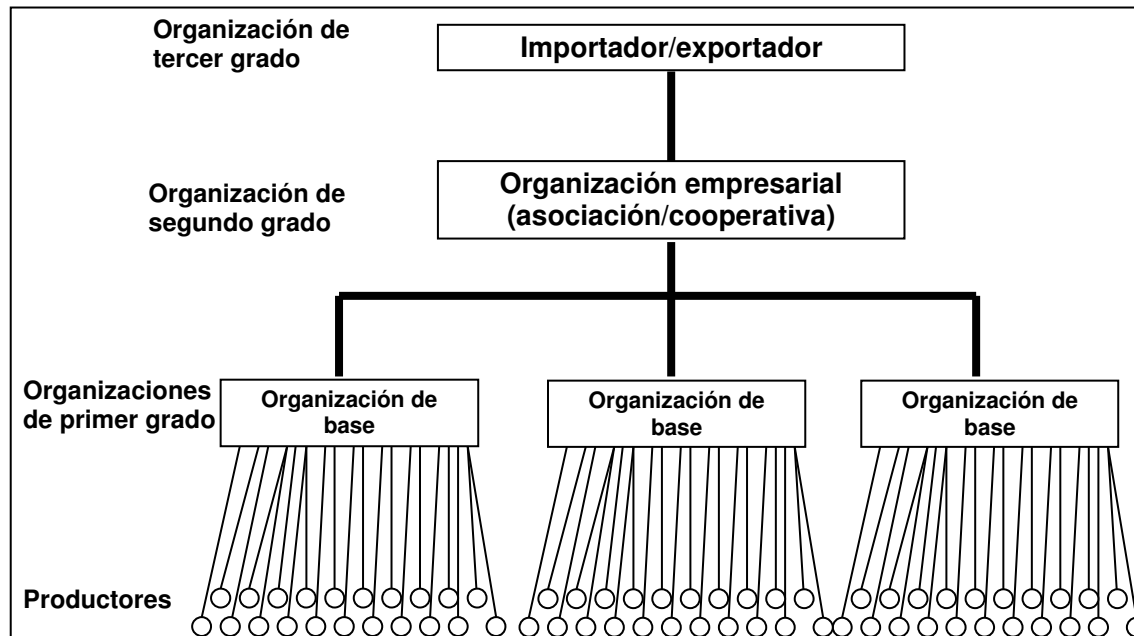 Organización de
tercer grado
Importador/exportador
Organización de
segundo grado
Organización empresarial
(asociación/cooperativa)
Organizaciones
de primer grado
Organización de
base
Organización de
base
Organización de
base
Productores